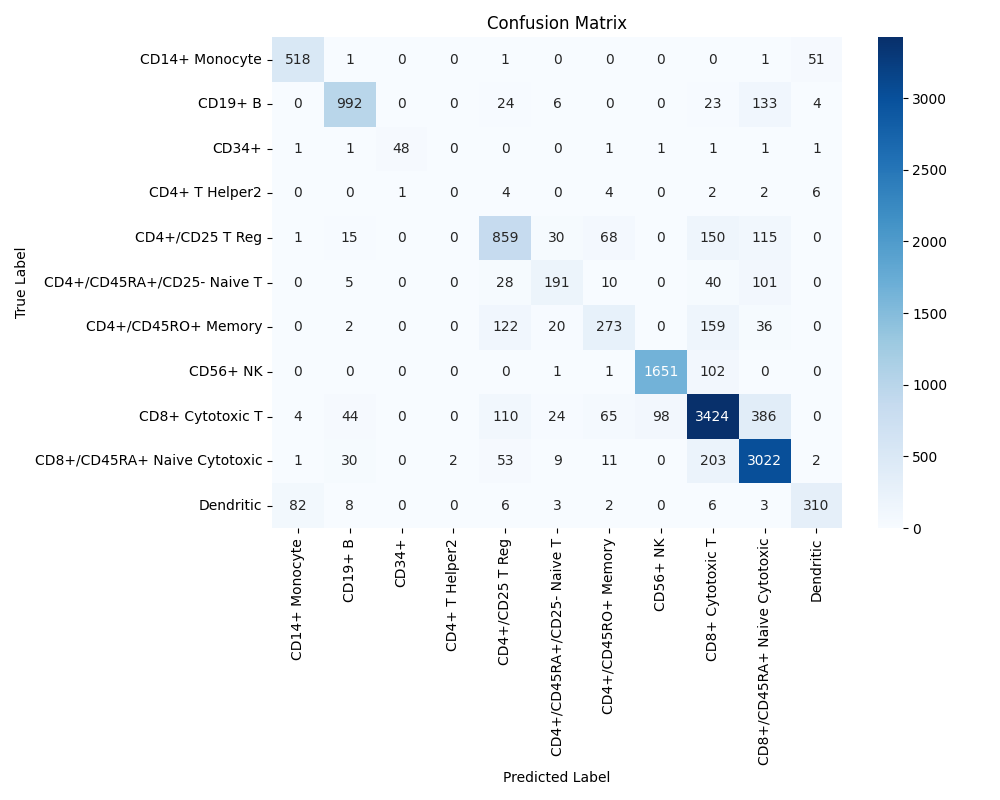 Confusion Matrix
True Label
CD14+ Monocyte 518 1 0 0 1 0 0 0 0 1 51
CD19+ B 0 992 0 0 24 6 0 0 23 133 4
CD34+ 1 1 48 0 0 0 1 1 1 1 1
CD4+ T Helper2 0 0 1 0 4 0 4 0 2 2 6
CD4+/CD25 T Reg 1 15 0 0 859 30 68 0 150 115 0
CD4+/CD45RA+/CD25- Naive T 0 5 0 0 28 191 10 0 40 101 0
CD4+/CD45RO+ Memory 0 2 0 0 122 20 273 0 159 36 0
CD56+ NK 0 0 0 0 0 1 1 1651 102 0 0
CD8+ Cytotoxic T 4 44 0 0 110 24 65 98 3424 386 0
CD8+/CD45RA+ Naive Cytotoxic 1 30 0 2 53 9 11 0 203 3022 2
Dendritic 82 8 0 0 6 3 2 0 6 3 310
CD14+ Monocyte
CD19+ B
CD34+
CD4+ T Helper2
CD4+/CD25 T Reg
CD4+/CD45RA+/CD25- Naive T
CD4+/CD45RO+ Memory
CD56+ NK
CD8+ Cytotoxic T
CD8+/CD45RA+ Naive Cytotoxic
Dendritic
Predicted Label
3000
2500
2000
1500
1000
500
0